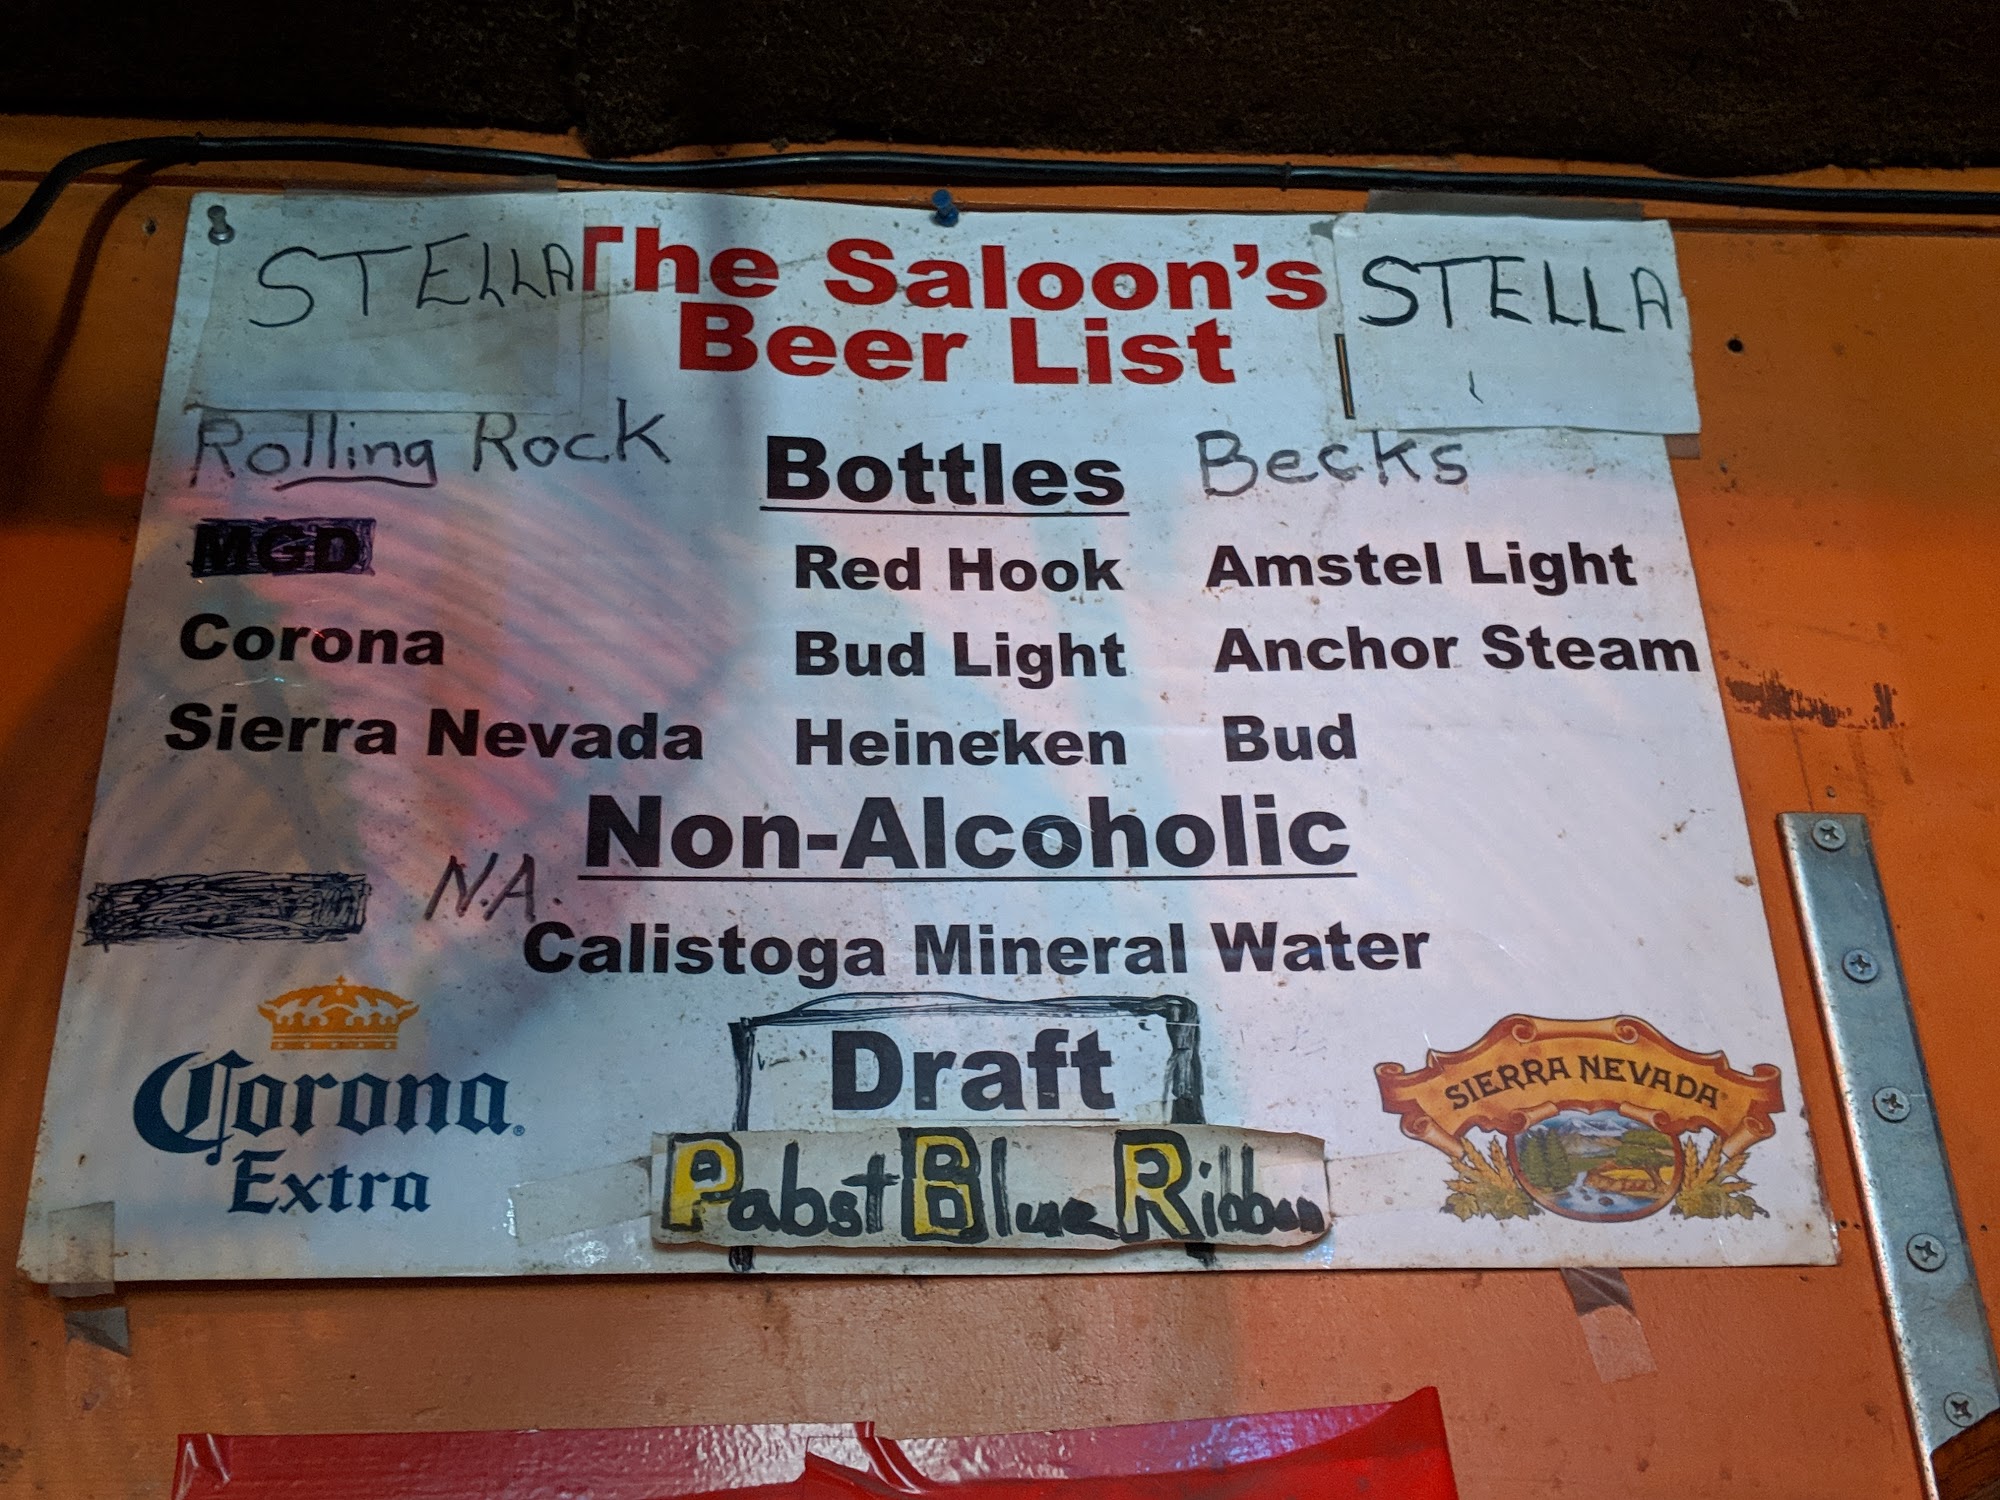 STELLA The Saloon's STELLA
Beer List
Rolling Rock Bottles Becks
MGD Red Hook Amstel Light
Corona Bud Light Anchor Steam
Sierra Nevada Heineken Bud
Non-Alcoholic
N.A.
Calistoga Mineral Water
Draft
Pabst Blue Ribbon
Corona
Extra
SIERRA NEVADA